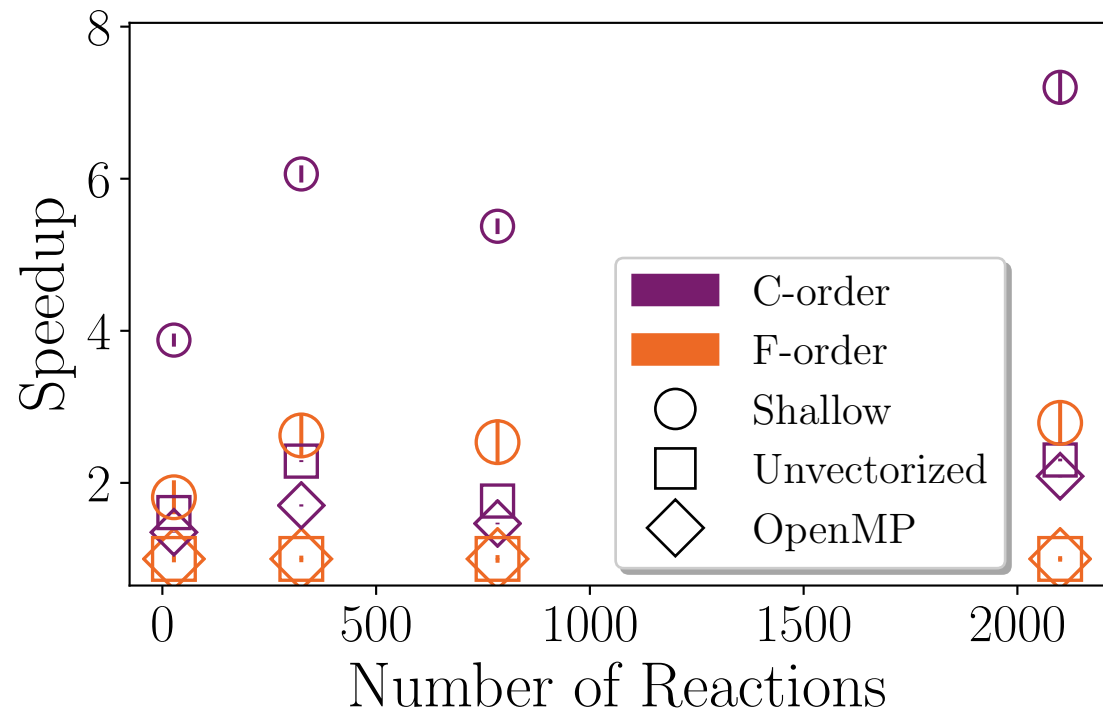 8
6
4
2
Speedup
C-order
F-order
Shallow
Unvectorized
OpenMP
0 500 1000 1500 2000
Number of Reactions